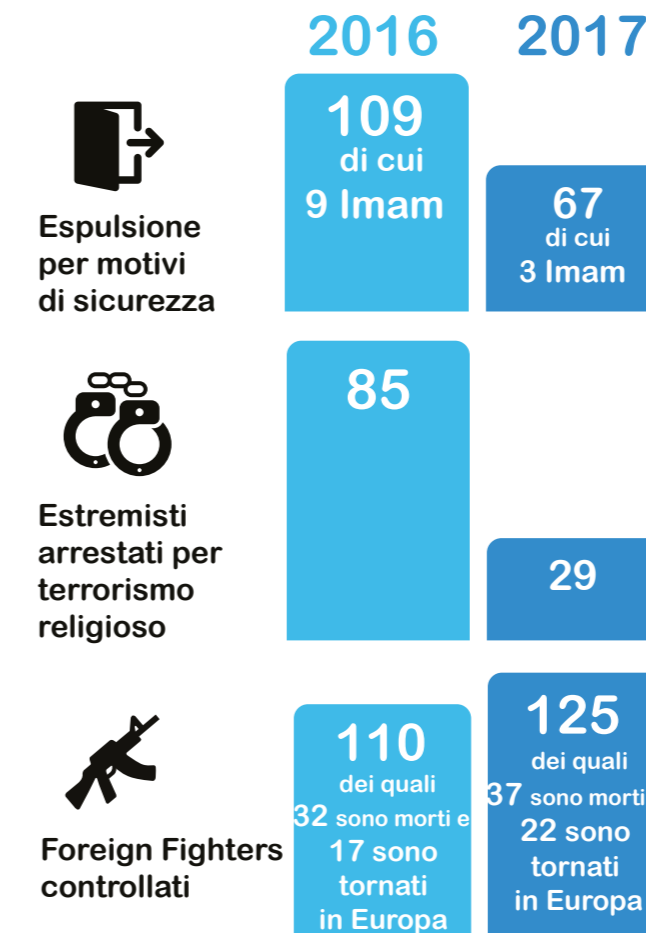 2016 2017
Espulsione
per motivi
di sicurezza
109
di cui
9 Imam
67
di cui
3 Imam
Estremisti
arrestati per
terrorismo
religioso
85
29
Foreign Fighters
controllati
110
dei quali
32 sono morti e
17 sono
tornati
in Europa
125
dei quali
37 sono morti
22 sono
tornati
in Europa